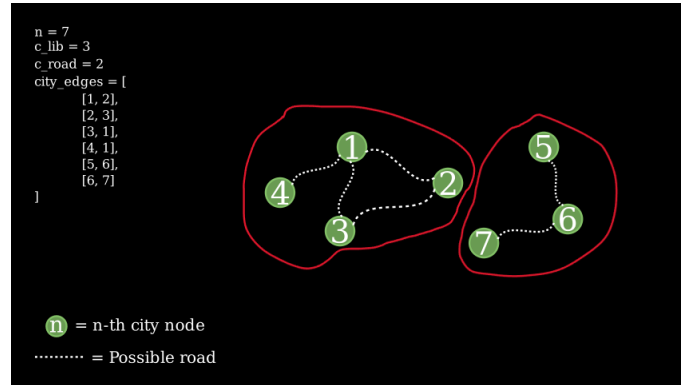 n = 7
c_lib = 3
c_road = 2
city_edges = [
[1, 2],
[2, 3],
[3, 1],
[4, 1],
[5, 6],
[6, 7]
]
1
2
3
4
5
6
7
n = n-th city node
= Possible road